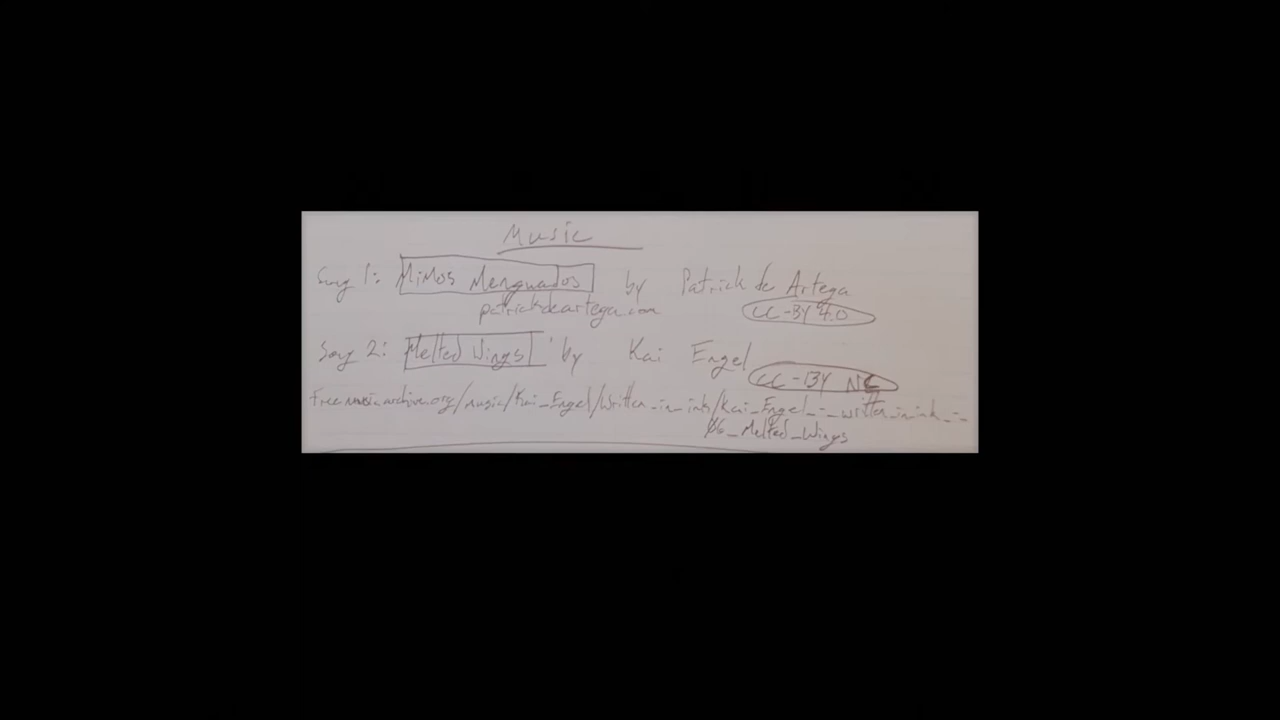 Music
Song 1: Mimos Menguados by Patrick de Artega
patrickdeartega.com
CC-BY 4.0
Song 2: Melted Wings by Kai Engel
CC-BY NC
Freemusicarchive.org/music/Kai_Engel/Written_in_ink/Kai_Engel_-_written_in_ink_-_
06_Melted_Wings